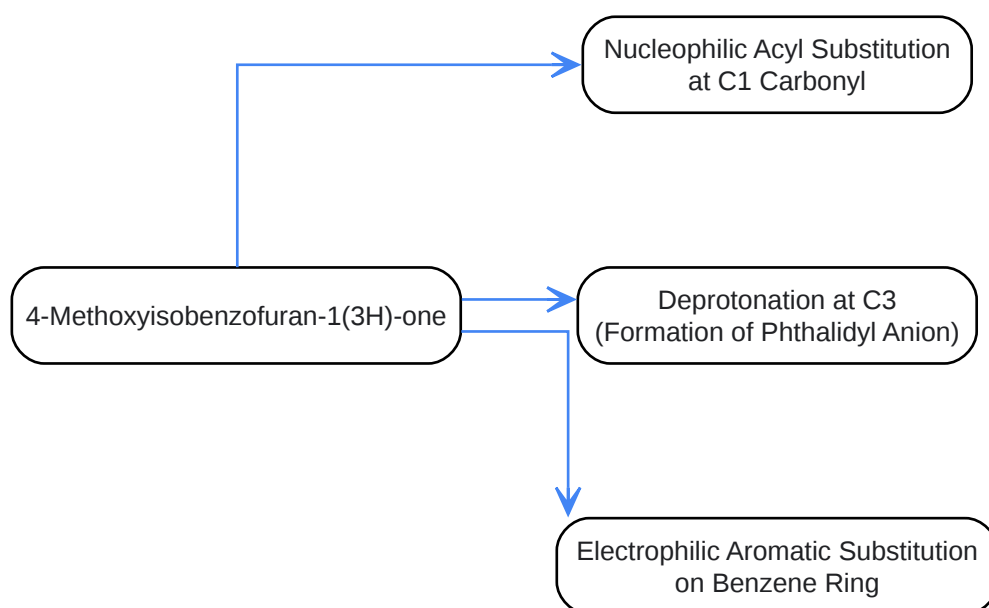 Nucleophilic Acyl Substitution
at C1 Carbonyl
4-Methoxyisobenzofuran-1(3H)-one
Deprotonation at C3
(Formation of Phthalidyl Anion)
Electrophilic Aromatic Substitution
on Benzene Ring